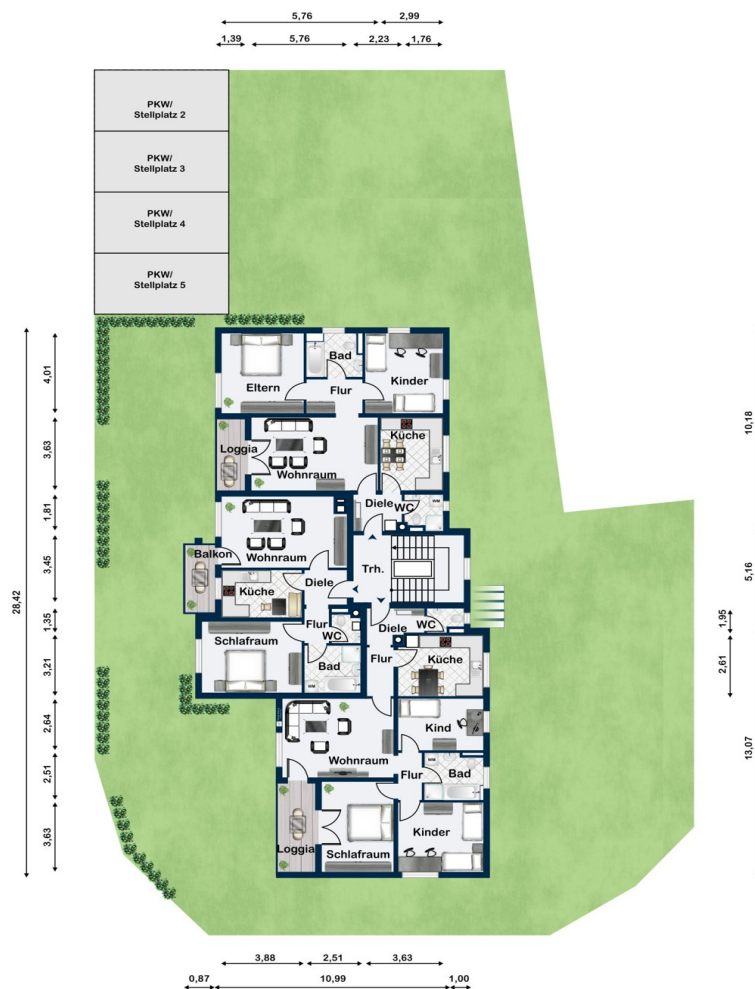 5,76 2,99
1,39 5,76 2,23 1,76
PKW/
Stellplatz 2
PKW/
Stellplatz 3
PKW/
Stellplatz 4
PKW/
Stellplatz 5
28,42
4,01
3,63
1,81
3,45
1,35
3,21
2,64
2,51
3,63
Bad
Eltern
Flur
Kinder
Loggia
Küche
Wohnraum
Diele
WC
WM
Balkon
Wohnraum
Trh.
Küche
Diele
Flur
WC
Diele
WC
Schlafraum
Bad
WM
Flur
Küche
Kind
Wohnraum
Flur
WM
Bad
Loggia
Schlafraum
Kinder
10,18
5,16
1,95
2,61
13,07
3,88 2,51 3,63
0,87 10,99 1,00